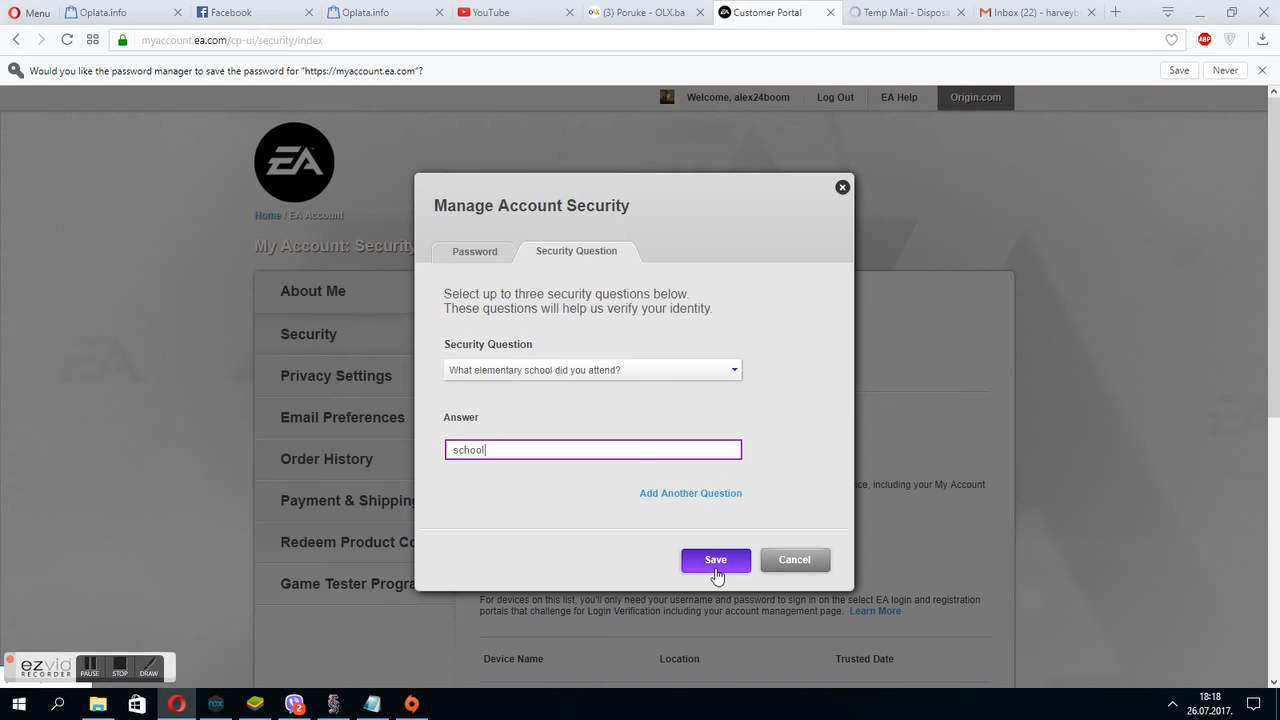 Menu
Oplata.info
Facebook
Oplata.info
YouTube
(3) Poruke - OLX.ba
Customer Portal
Temp Mail - Disposa
Inbox (22) - harveyb
myaccount.ea.com/cp-ui/security/index
ABP
Would you like the password manager to save the password for "https://myaccount.ea.com"?
Save
Never
Welcome, alex24boom
Log Out
EA Help
Origin.com
EA
Home / EA Account
My Account: Security
About Me
Security
Privacy Settings
Email Preferences
Order History
Payment & Shipping
Redeem Product Co
Game Tester Progra
Manage Account Security
Password
Security Question
Select up to three security questions below.
These questions will help us verify your identity.
Security Question
What elementary school did you attend?
Answer
school
Add Another Question
Save
Cancel
ce, including your My Account
For devices on this list, you'll only need your username and password to sign in on the select EA login and registration
portals that challenge for Login Verification including your account management page. Learn More
Device Name
Location
Trusted Date
ezvid
RECORDER
PAUSE
STOP
DRAW
nox
2
18:18
26.07.2017.